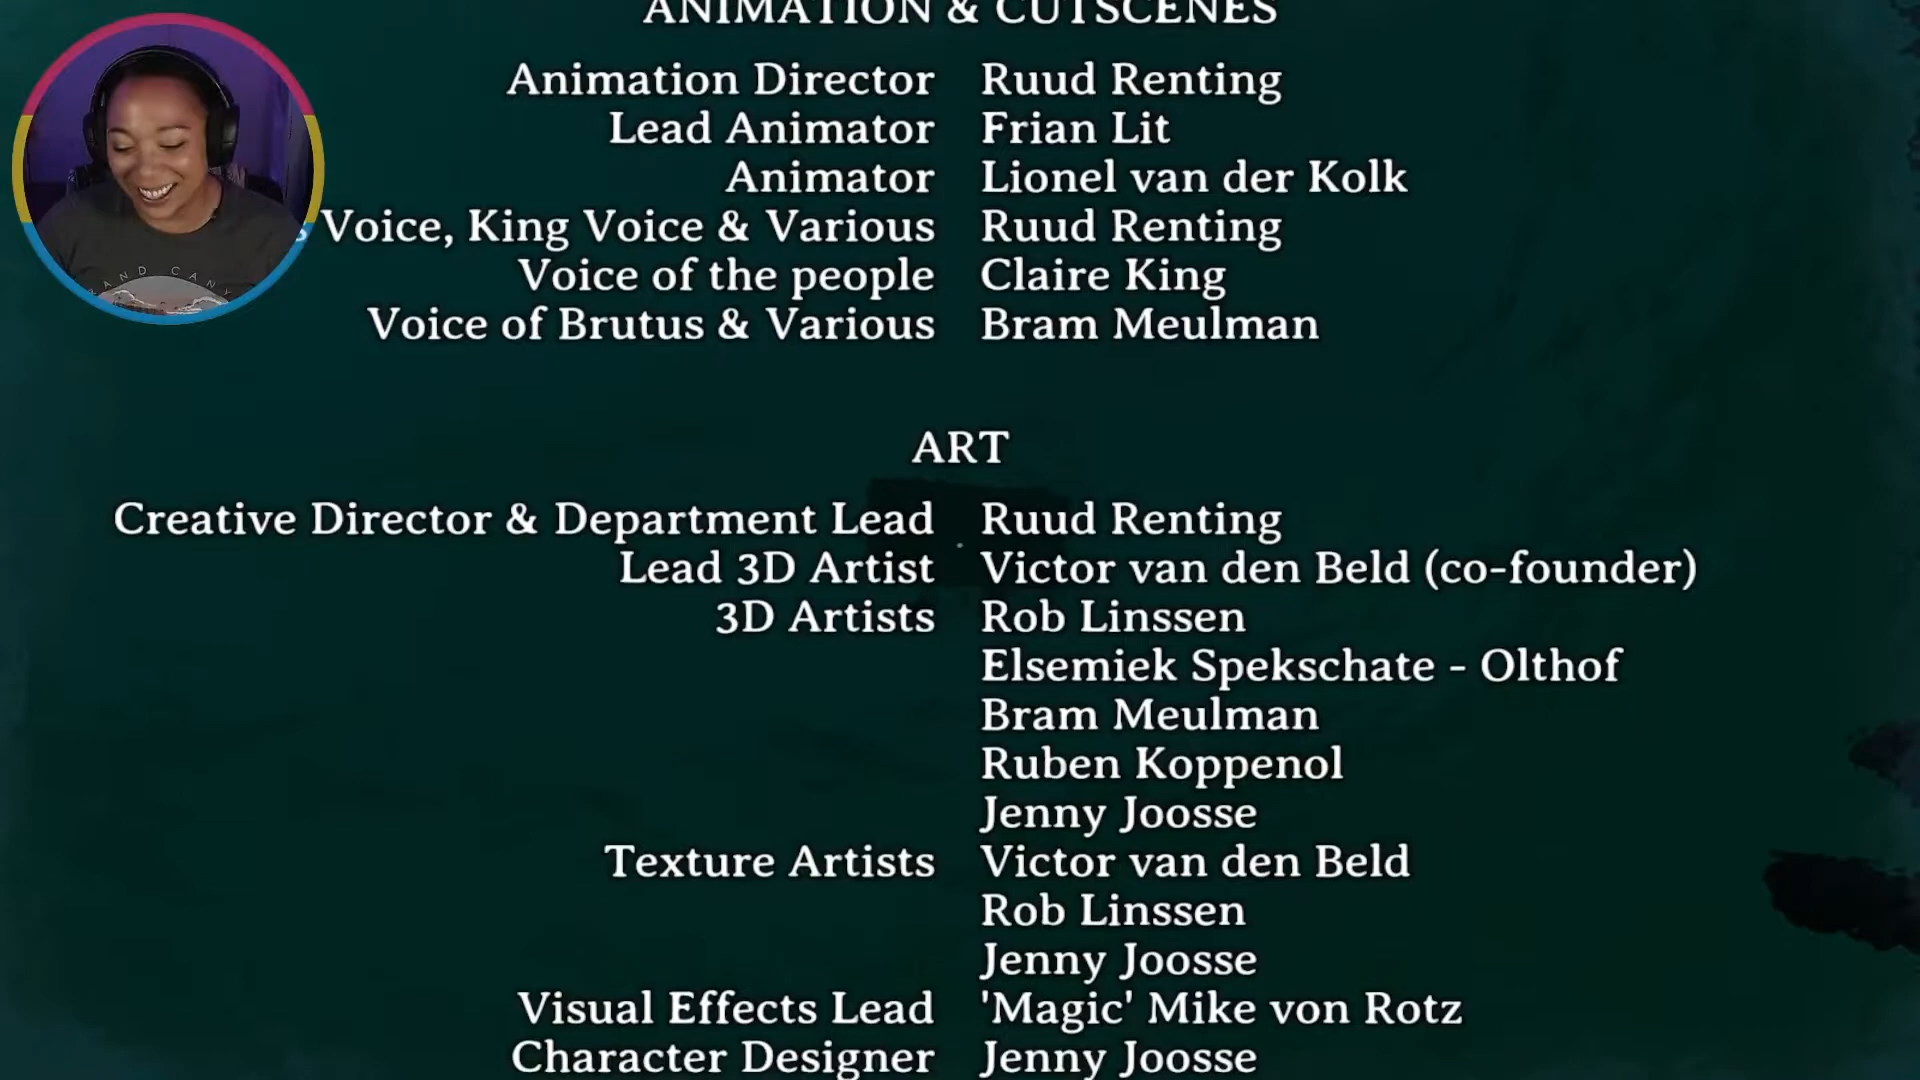 ANIMATION & CUTSCENES
Animation Director Ruud Renting
Lead Animator Frian Lit
Animator Lionel van der Kolk
Voice, King Voice & Various Ruud Renting
Voice of the people Claire King
Voice of Brutus & Various Bram Meulman
ART
Creative Director & Department Lead Ruud Renting
Lead 3D Artist Victor van den Beld (co-founder)
3D Artists Rob Linssen
Elsemiek Spekschate - Olthof
Bram Meulman
Ruben Koppenol
Jenny Joosse
Texture Artists Victor van den Beld
Rob Linssen
Jenny Joosse
Visual Effects Lead 'Magic' Mike von Rotz
Character Designer Jenny Joosse